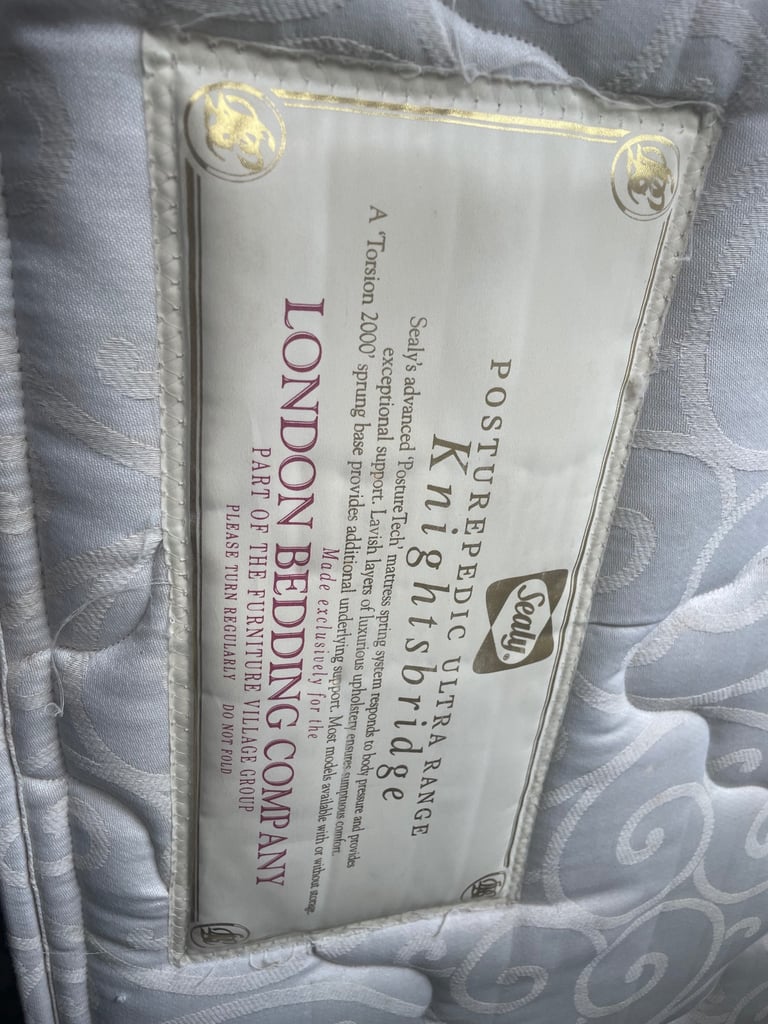 Sealy®
POSTUREPEDIC ULTRA RANGE
Knightsbridge
Sealy's advanced 'PostureTech' mattress spring system responds to body pressure and provides
exceptional support. Lavish layers of luxurious upholstery ensures sumptuous comfort.
A 'Torsion 2000' sprung base provides additional underlying support. Most models available with or without storage.
Made exclusively for the
LONDON BEDDING COMPANY
PART OF THE FURNITURE VILLAGE GROUP
PLEASE TURN REGULARLY DO NOT FOLD